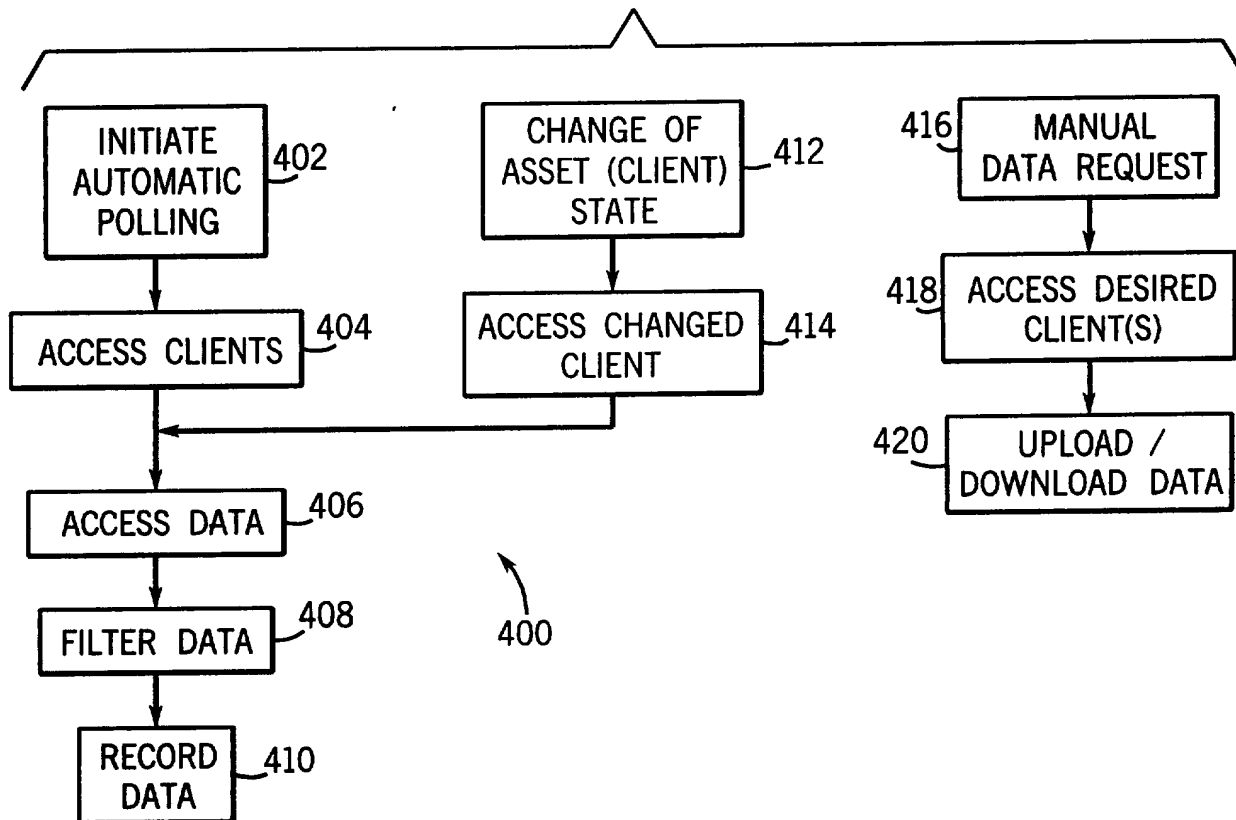 INITIATE
AUTOMATIC
POLLING
402
ACCESS CLIENTS
404
CHANGE OF
ASSET (CLIENT)
STATE
412
ACCESS CHANGED
CLIENT
414
416
MANUAL
DATA REQUEST
418
ACCESS DESIRED
CLIENT(S)
420
UPLOAD /
DOWNLOAD DATA
ACCESS DATA
406
FILTER DATA
408
RECORD
DATA
410
400